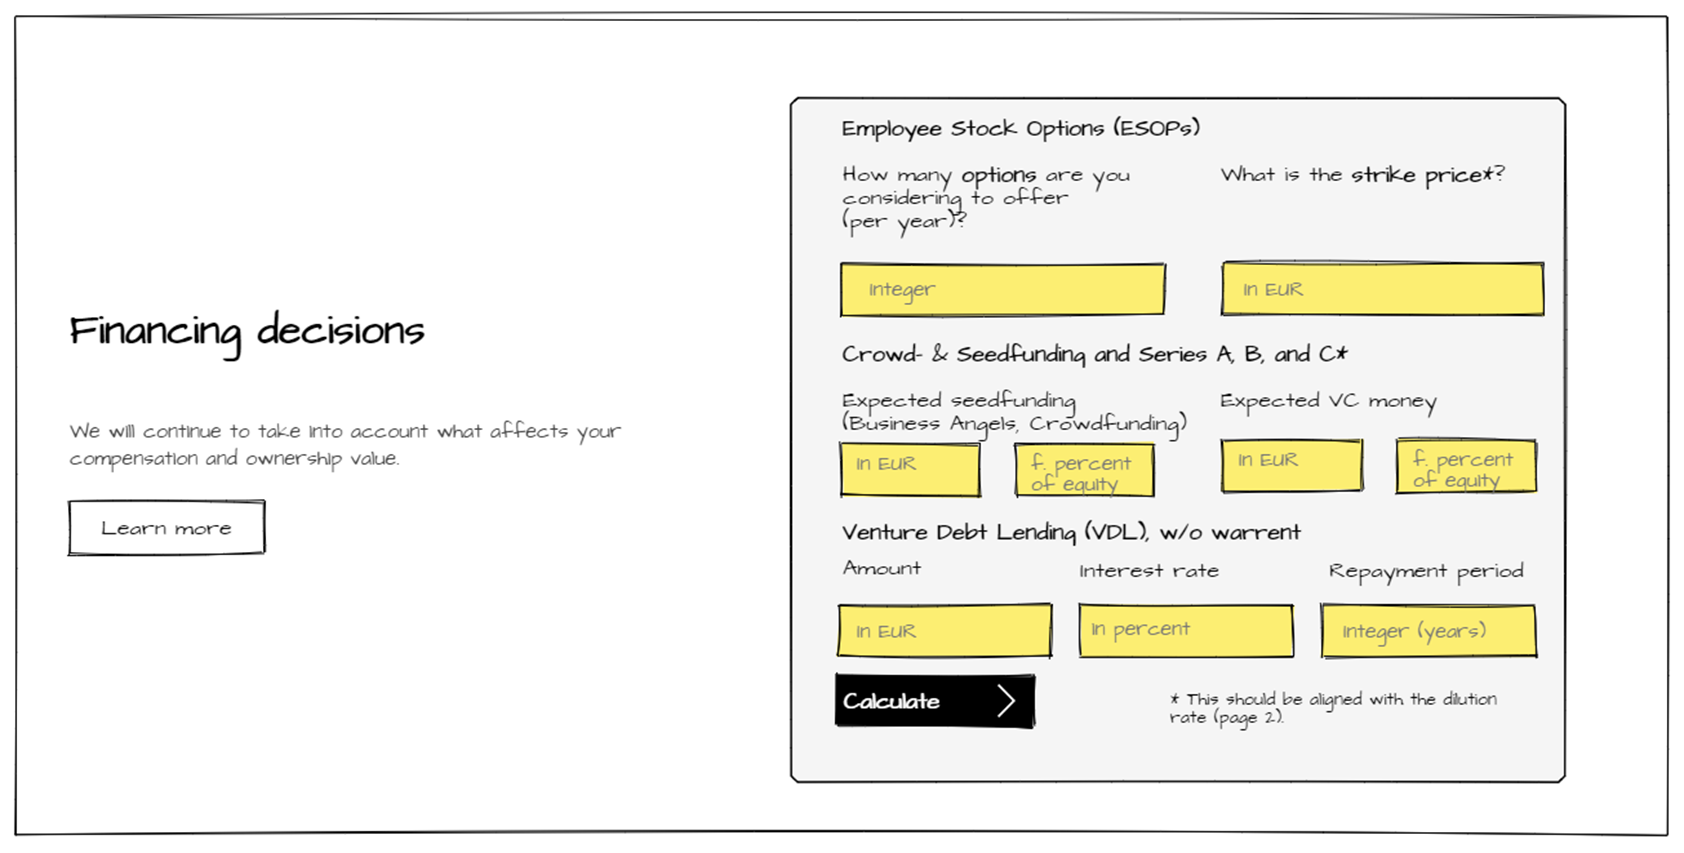 Financing decisions
We will continue to take into account what affects your
compensation and ownership value.
Learn more
Employee Stock Options (ESOPs)
How many options are you
considering to offer
(per year)?
What is the strike price*?
Integer
In EUR
Crowd- & Seedfunding and Series A, B, and C*
Expected seedfunding
(Business Angels, Crowdfunding)
Expected VC money
In EUR
f. percent
of equity
In EUR
f. percent
of equity
Venture Debt Lending (VDL), w/o warrent
Amount
Interest rate
Repayment period
In EUR
In percent
Integer (years)
Calculate
* This should be aligned with the dilution
rate (page 2).